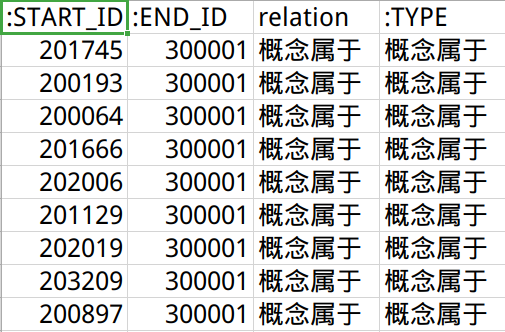 :START_ID :END_ID relation :TYPE
201745 300001 概念属于 概念属于
200193 300001 概念属于 概念属于
200064 300001 概念属于 概念属于
201666 300001 概念属于 概念属于
202006 300001 概念属于 概念属于
201129 300001 概念属于 概念属于
202019 300001 概念属于 概念属于
203209 300001 概念属于 概念属于
200897 300001 概念属于 概念属于